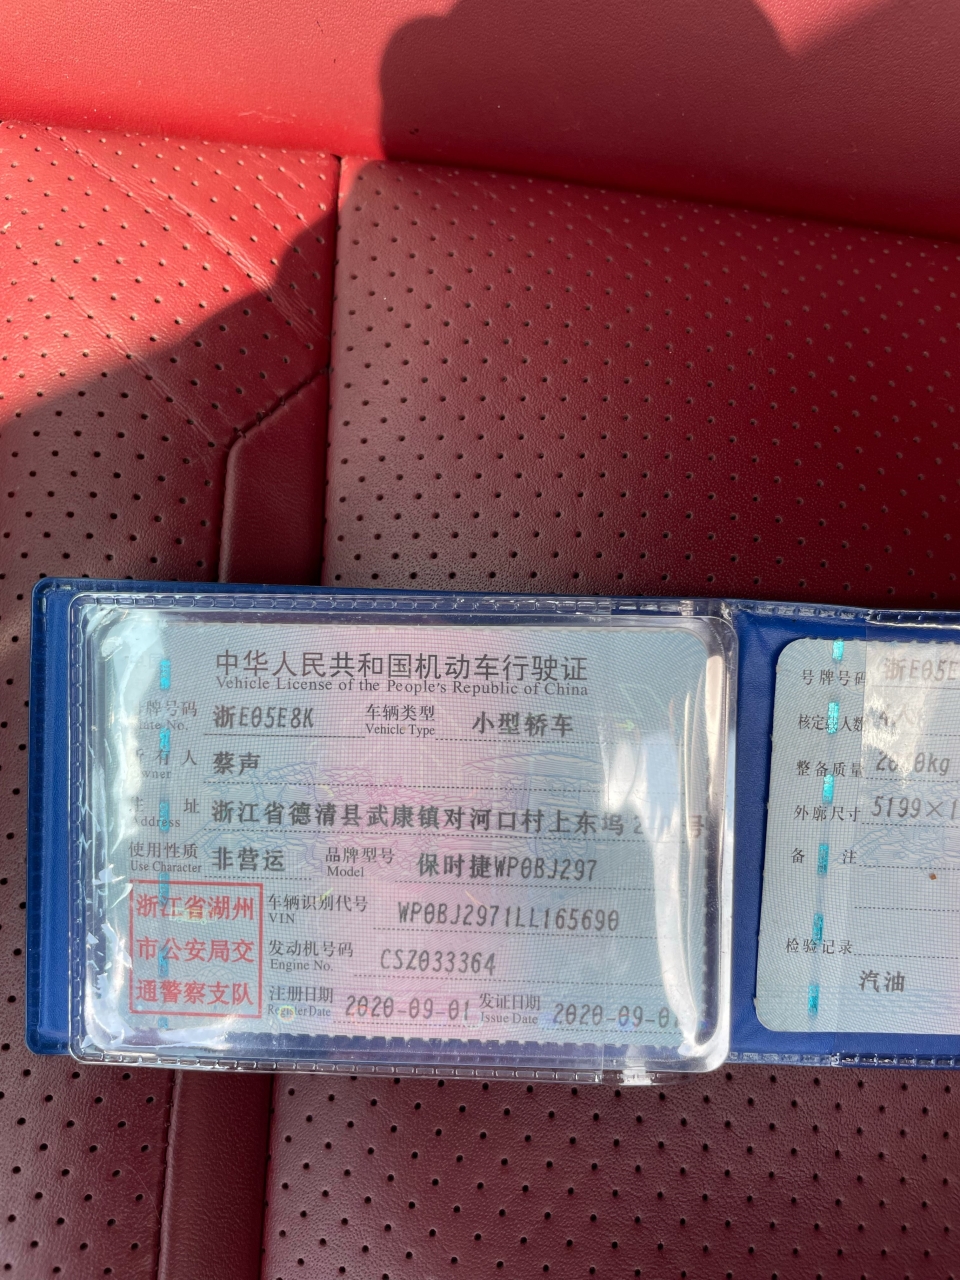 中华人民共和国机动车行驶证
Vehicle License of the People's Republic of China
牌号码 浙E05E8K 车辆类型 小型轿车
Vehicle Type
人 蔡声
址 浙江省德清县武康镇对河口村上东坞
Address
使用性质 非营运 品牌型号 保时捷WP0BJ297
Use Character Model
浙江省湖州
市公安局交
通警察支队
车辆识别代号 WP0BJ2971LL165690
VIN
发动机号码 CS2033364
Engine No.
注册日期 2020-09-01 发证日期 2020-09-0
Register Date Issue Date
号牌号码 浙E05E
核定 人数
整备质量 kg
外廓尺寸 5199×1
备 注
检验记录
汽油